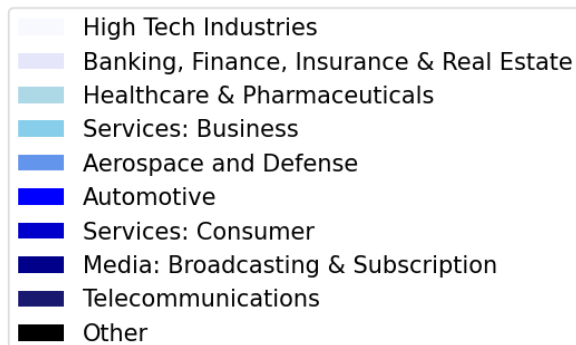 High Tech Industries
Banking, Finance, Insurance & Real Estate
Healthcare & Pharmaceuticals
Services: Business
Aerospace and Defense
Automotive
Services: Consumer
Media: Broadcasting & Subscription
Telecommunications
Other